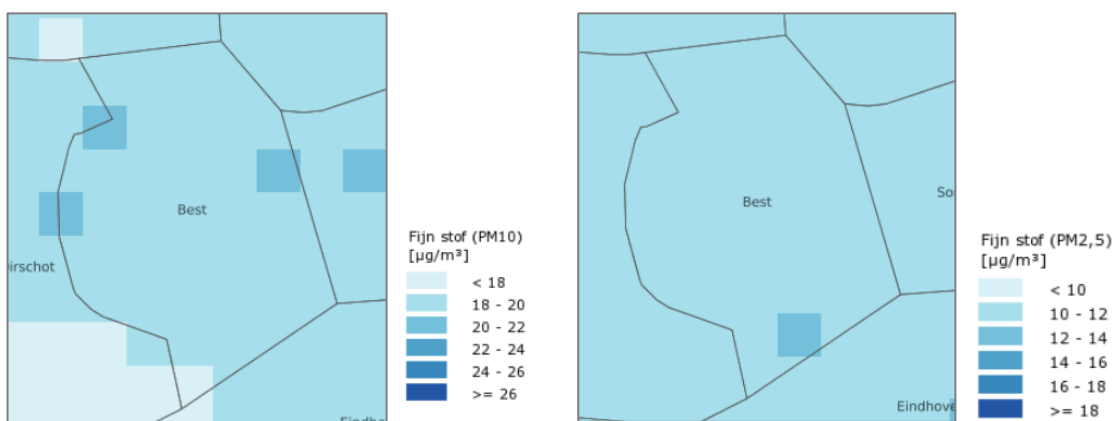 Best
irschot
Eindho
Fijn stof (PM10)
[µg/m³]
< 18
18 - 20
20 - 22
22 - 24
24 - 26
>= 26
Best
So
Eindhove
Fijn stof (PM2,5)
[µg/m³]
< 10
10 - 12
12 - 14
14 - 16
16 - 18
>= 18